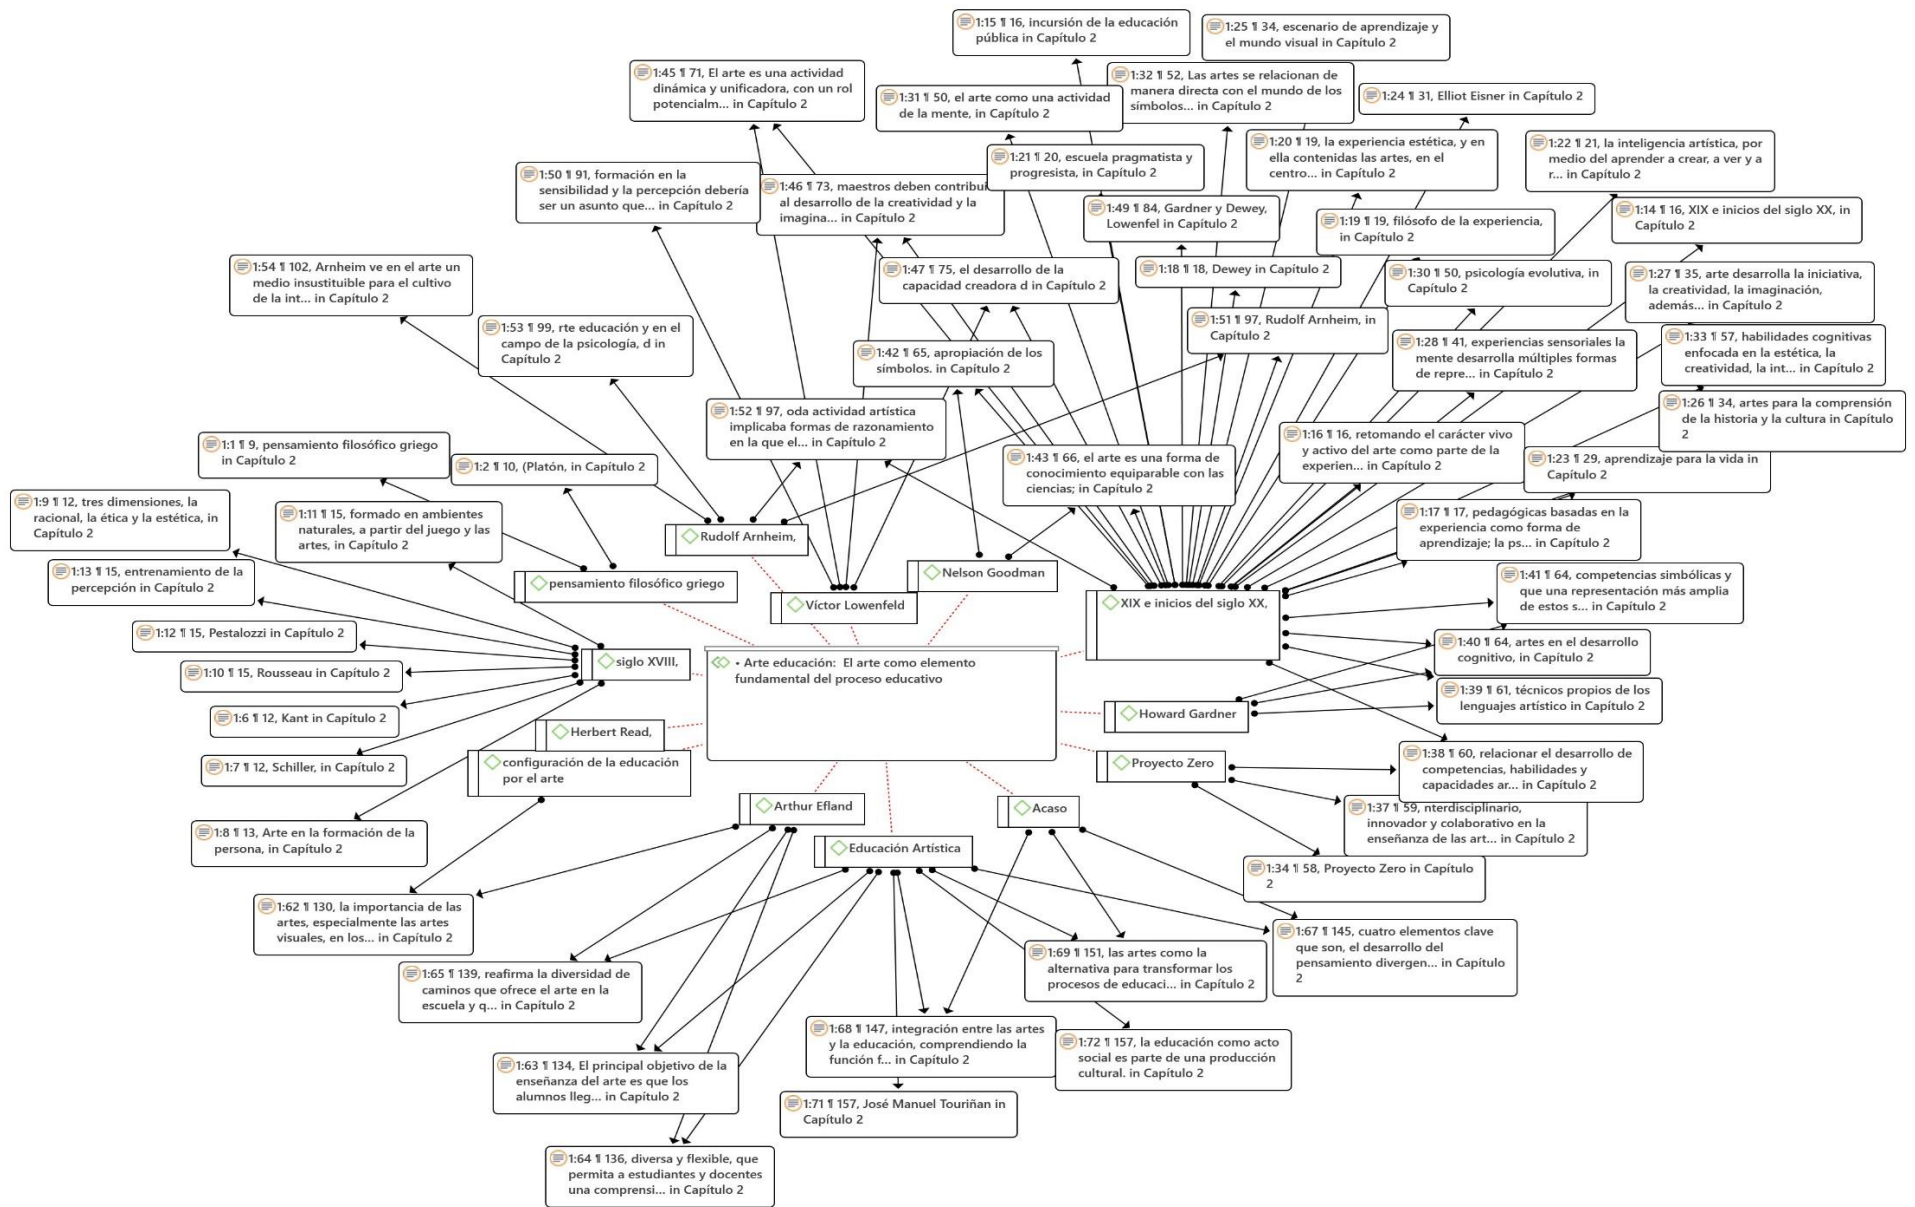 1:15 ¶ 16, incursión de la educación
pública in Capítulo 2
1:25 ¶ 34, escenario de aprendizaje y
el mundo visual in Capítulo 2
1:45 ¶ 71, El arte es una actividad
dinámica y unificadora, con un rol
potencialm... in Capítulo 2
1:31 ¶ 50, el arte como una actividad
de la mente, in Capítulo 2
1:32 ¶ 52, Las artes se relacionan de
manera directa con el mundo de los
símbolos... in Capítulo 2
1:24 ¶ 31, Elliot Eisner in Capítulo 2
1:20 ¶ 19, la experiencia estética, y en
ella contenidas las artes, en el
centro... in Capítulo 2
1:22 ¶ 21, la inteligencia artística, por
medio del aprender a crear, a ver y a
r... in Capítulo 2
1:21 ¶ 20, escuela pragmatista y
progresista, in Capítulo 2
1:50 ¶ 91, formación en la
sensibilidad y la percepción debería
ser un asunto que... in Capítulo 2
1:46 ¶ 73, maestros deben contribui
al desarrollo de la creatividad y la
imagina... in Capítulo 2
1:49 ¶ 84, Gardner y Dewey,
Lowenfel in Capítulo 2
1:19 ¶ 19, filósofo de la experiencia,
in Capítulo 2
1:14 ¶ 16, XIX e inicios del siglo XX, in
Capítulo 2
1:54 ¶ 102, Arnheim ve en el arte un
medio insustituible para el cultivo
de la int... in Capítulo 2
1:47 ¶ 75, el desarrollo de la
capacidad creadora d in Capítulo 2
1:18 ¶ 18, Dewey in Capítulo 2
1:30 ¶ 50, psicología evolutiva, in
Capítulo 2
1:27 ¶ 35, arte desarrolla la iniciativa,
la creatividad, la imaginación,
además... in Capítulo 2
1:53 ¶ 99, rte educación y en el
campo de la psicología, d in
Capítulo 2
1:51 ¶ 97, Rudolf Arnheim, in
Capítulo 2
1:42 ¶ 65, apropiación de los
símbolos. in Capítulo 2
1:28 ¶ 41, experiencias sensoriales la
mente desarrolla múltiples formas
de repre... in Capítulo 2
1:33 ¶ 57, habilidades cognitivas
enfocada en la estética, la
creatividad, la int... in Capítulo 2
1:52 ¶ 97, oda actividad artística
implicaba formas de razonamiento
en la que el... in Capítulo 2
1:26 ¶ 34, artes para la comprensión
de la historia y la cultura in Capítulo
2
1:1 ¶ 9, pensamiento filosófico griego
in Capítulo 2
1:2 ¶ 10, (Platón, in Capítulo 2
1:43 ¶ 66, el arte es una forma de
conocimiento equiparable con las
ciencias; in Capítulo 2
1:16 ¶ 16, retomando el carácter vivo
y activo del arte como parte de la
experien... in Capítulo 2
1:23 ¶ 29, aprendizaje para la vida in
Capítulo 2
1:9 ¶ 12, tres dimensiones, la
racional, la ética y la estética, in
Capítulo 2
1:11 ¶ 15, formado en ambientes
naturales, a partir del juego y las
artes, in Capítulo 2
1:17 ¶ 17, pedagógicas basadas en la
experiencia como forma de
aprendizaje; la ps... in Capítulo 2
Rudolf Arnheim,
1:13 ¶ 15, entrenamiento de la
percepción in Capítulo 2
pensamiento filosófico griego
Nelson Goodman
Víctor Lowenfeld
XIX e inicios del siglo XX,
1:41 ¶ 64, competencias simbólicas y
que una representación más amplia
de estos s... in Capítulo 2
1:12 ¶ 15, Pestalozzi in Capítulo 2
1:40 ¶ 64, artes en el desarrollo
cognitivo, in Capítulo 2
siglo XVIII,
• Arte educación: El arte como elemento
fundamental del proceso educativo
1:10 ¶ 15, Rousseau in Capítulo 2
1:39 ¶ 61, técnicos propios de los
lenguajes artístico in Capítulo 2
1:6 ¶ 12, Kant in Capítulo 2
Howard Gardner
Herbert Read,
1:7 ¶ 12, Schiller, in Capítulo 2
configuración de la educación
por el arte
Proyecto Zero
1:38 ¶ 60, relacionar el desarrollo de
competencias, habilidades y
capacidades ar... in Capítulo 2
Arthur Efland
Acaso
1:37 ¶ 59, nterdisciplinario,
innovador y colaborativo en la
enseñanza de las art... in Capítulo 2
1:8 ¶ 13, Arte en la formación de la
persona, in Capítulo 2
Educación Artística
1:34 ¶ 58, Proyecto Zero in Capítulo
2
1:62 ¶ 130, la importancia de las
artes, especialmente las artes
visuales, en los... in Capítulo 2
1:67 ¶ 145, cuatro elementos clave
que son, el desarrollo del
pensamiento divergen... in Capítulo
2
1:65 ¶ 139, reafirma la diversidad de
caminos que ofrece el arte en la
escuela y q... in Capítulo 2
1:69 ¶ 151, las artes como la
alternativa para transformar los
procesos de educaci... in Capítulo 2
1:68 ¶ 147, integración entre las artes
y la educación, comprendiendo la
función f... in Capítulo 2
1:72 ¶ 157, la educación como acto
social es parte de una producción
cultural. in Capítulo 2
1:63 ¶ 134, El principal objetivo de la
enseñanza del arte es que los
alumnos lleg... in Capítulo 2
1:71 ¶ 157, José Manuel Touriñan in
Capítulo 2
1:64 ¶ 136, diversa y flexible, que
permita a estudiantes y docentes
una comprensi... in Capítulo 2